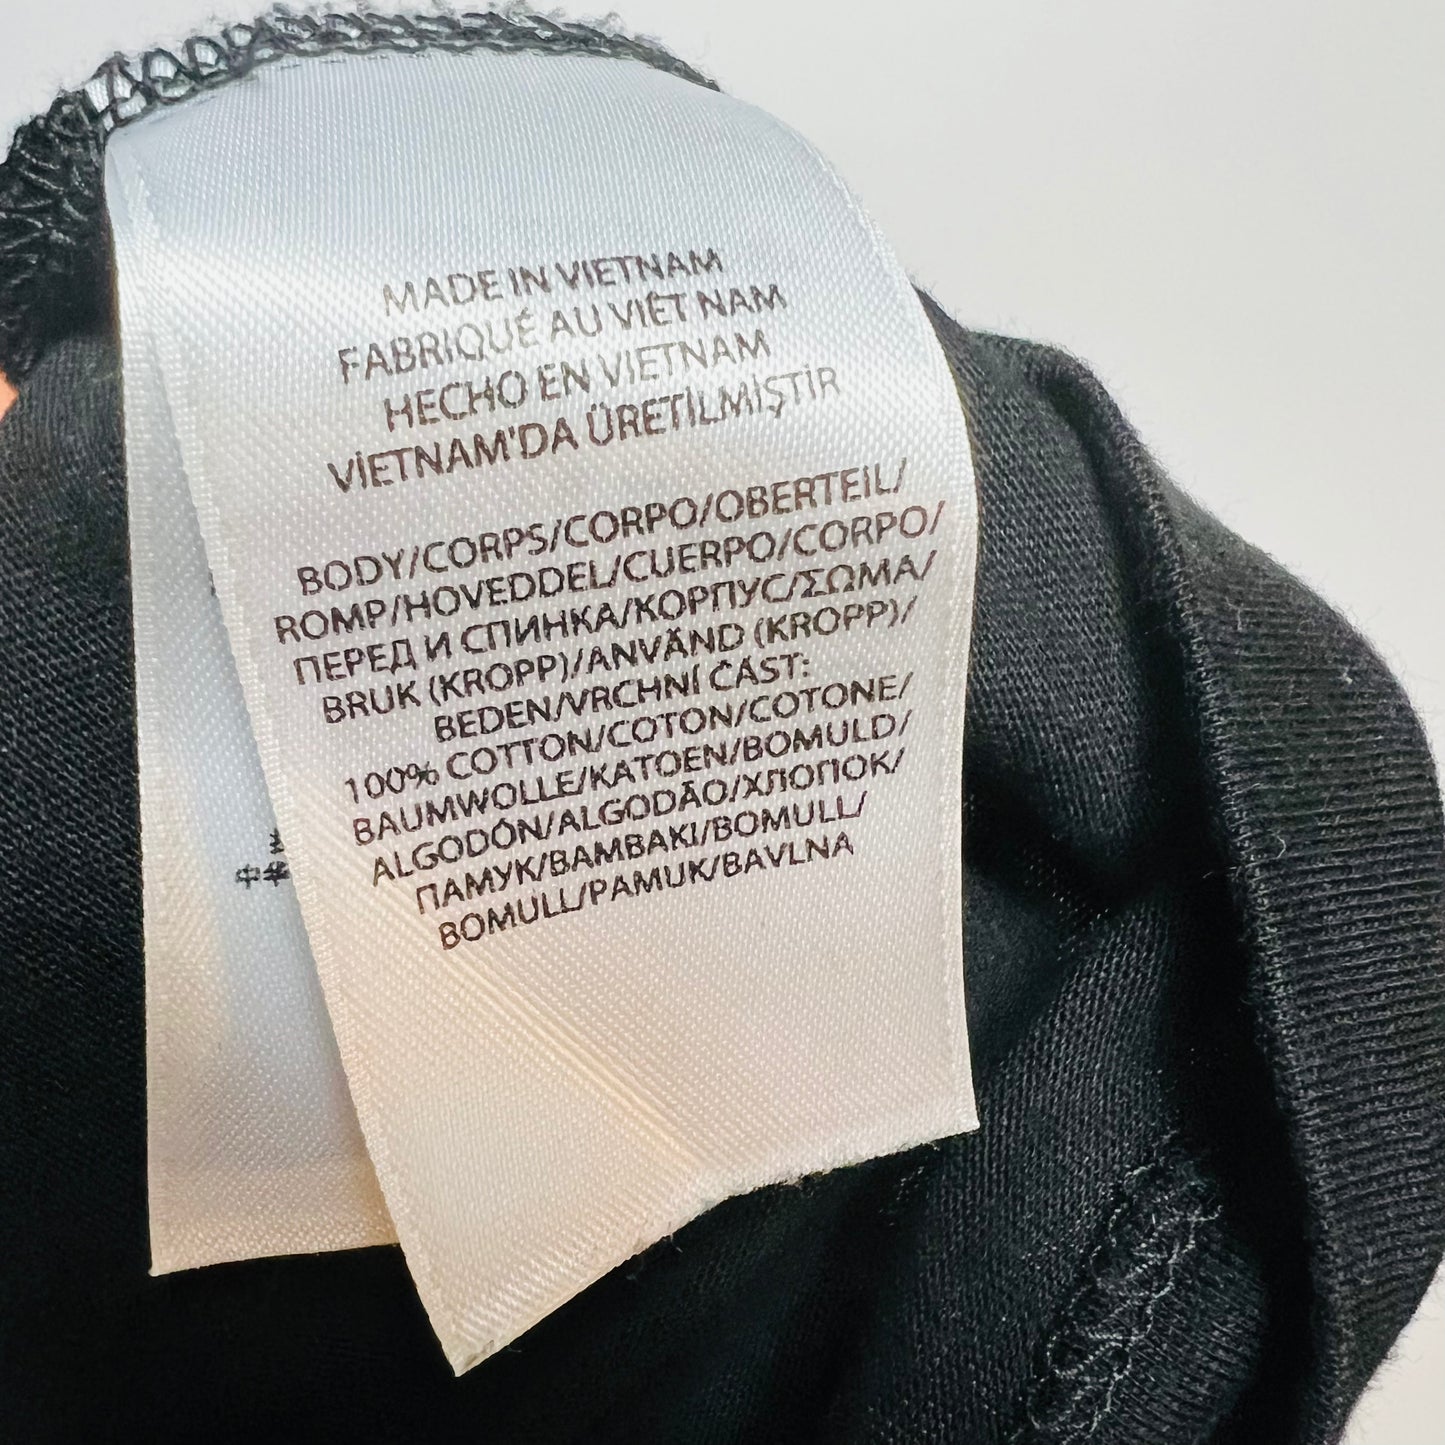 MADE IN VIETNAM
FABRIQUÉ AU VIÊT NAM
HECHO EN VIETNAM
VİETNAM'DA ÜRETİLMİŞTİR
BODY/CORPS/CORPO/OBERTEIL/
ROMP/HOVEDDEL/CUERPO/CORPO/
ПЕРЕД И СПИНКА/КОРПУС/ΣΩΜΑ/
BRUK (KROPP)/ANVÄND (KROPP)/
BEDEN/VRCHNÍ ČÁST:
100% COTTON/COTON/COTONE/
BAUMWOLLE/KATOEN/BOMULD/
ALGODÓN/ALGODÃO/ХЛОПОК/
ПАМУК/BAMBAKI/BOMULL/
BOMULL/PAMUK/BAVLNA
中